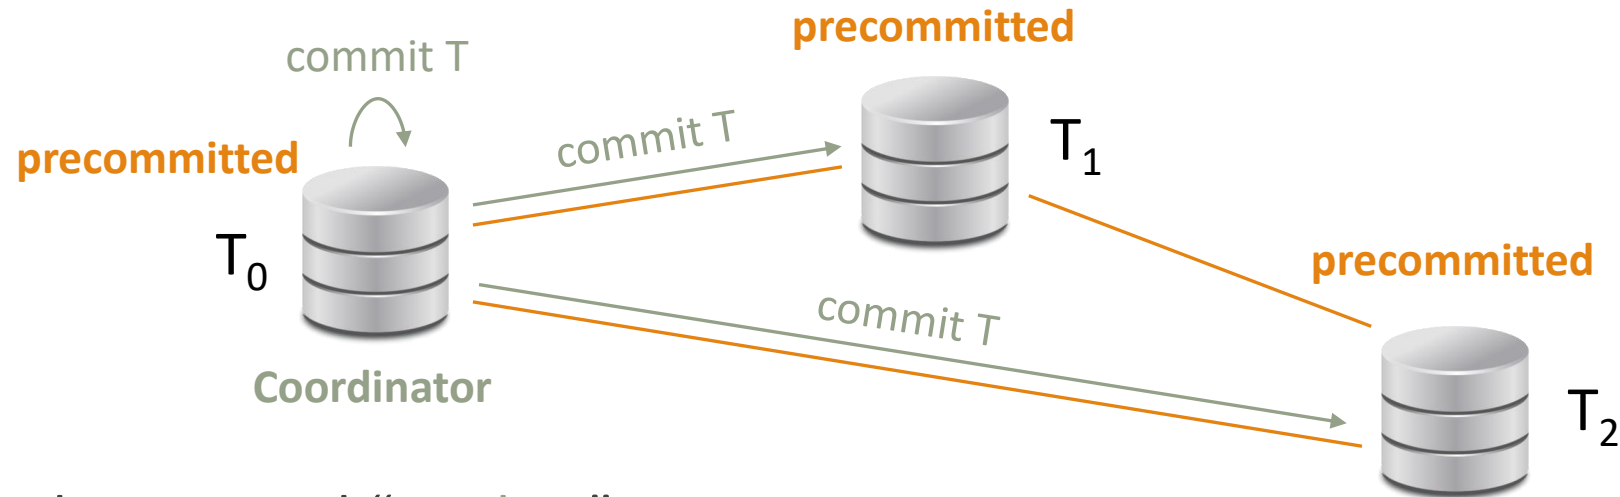 precommitted
commit T
commit T
precommitted
T1
T0
precommitted
commit T
Coordinator
T2